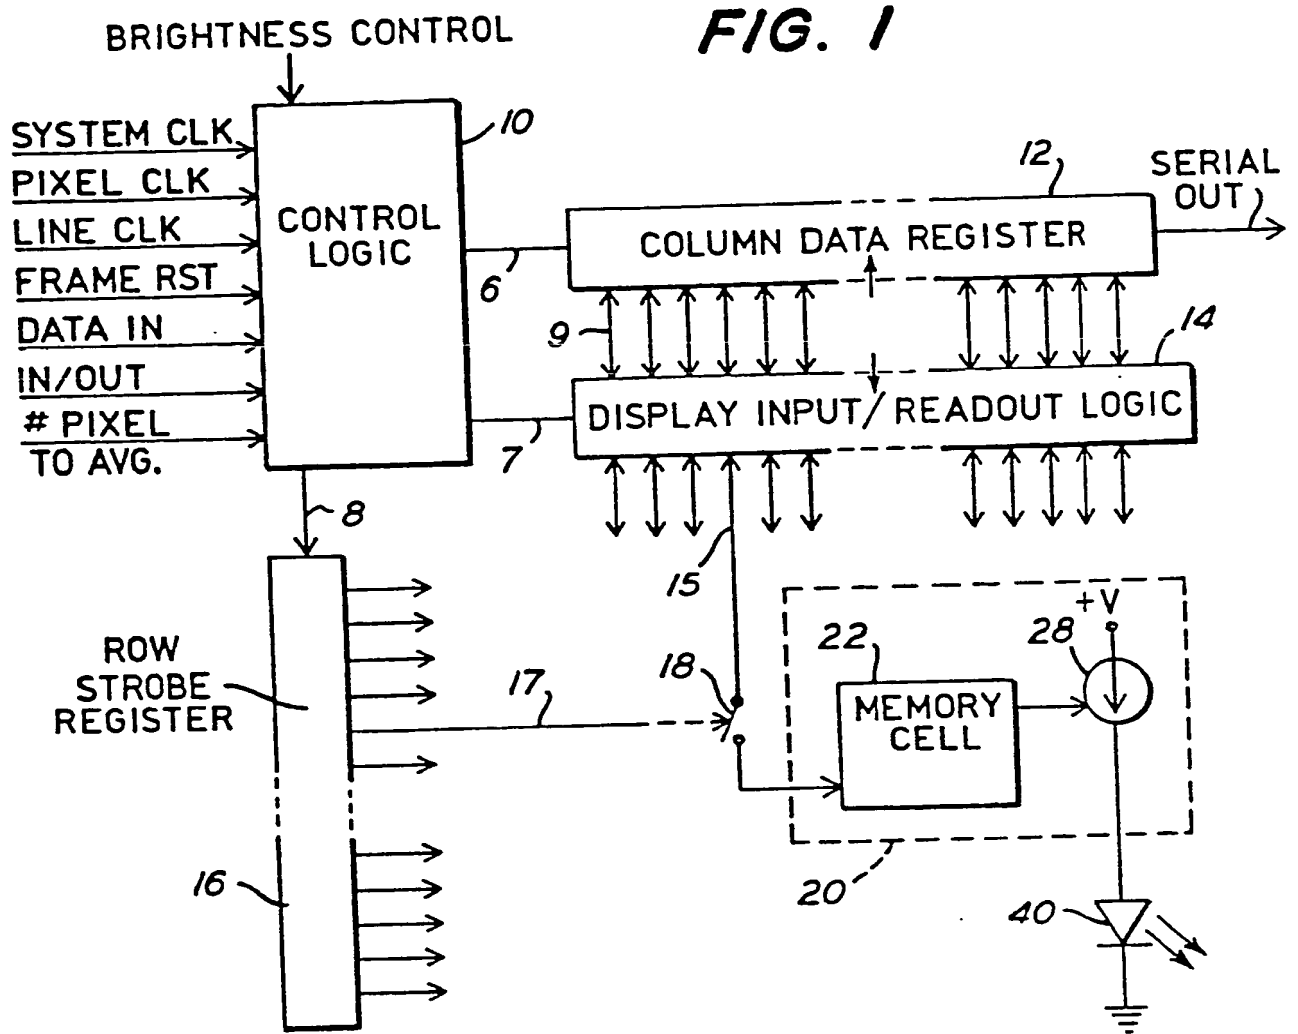 FIG. 1
BRIGHTNESS CONTROL
SYSTEM CLK
PIXEL CLK
LINE CLK
FRAME RST
DATA IN
IN/OUT
# PIXEL
TO AVG.
10
CONTROL
LOGIC
6
7
8
12
COLUMN DATA REGISTER
SERIAL
OUT
9
14
DISPLAY INPUT/READOUT LOGIC
15
ROW
STROBE
REGISTER
16
17
18
22
MEMORY
CELL
+V
28
20
40